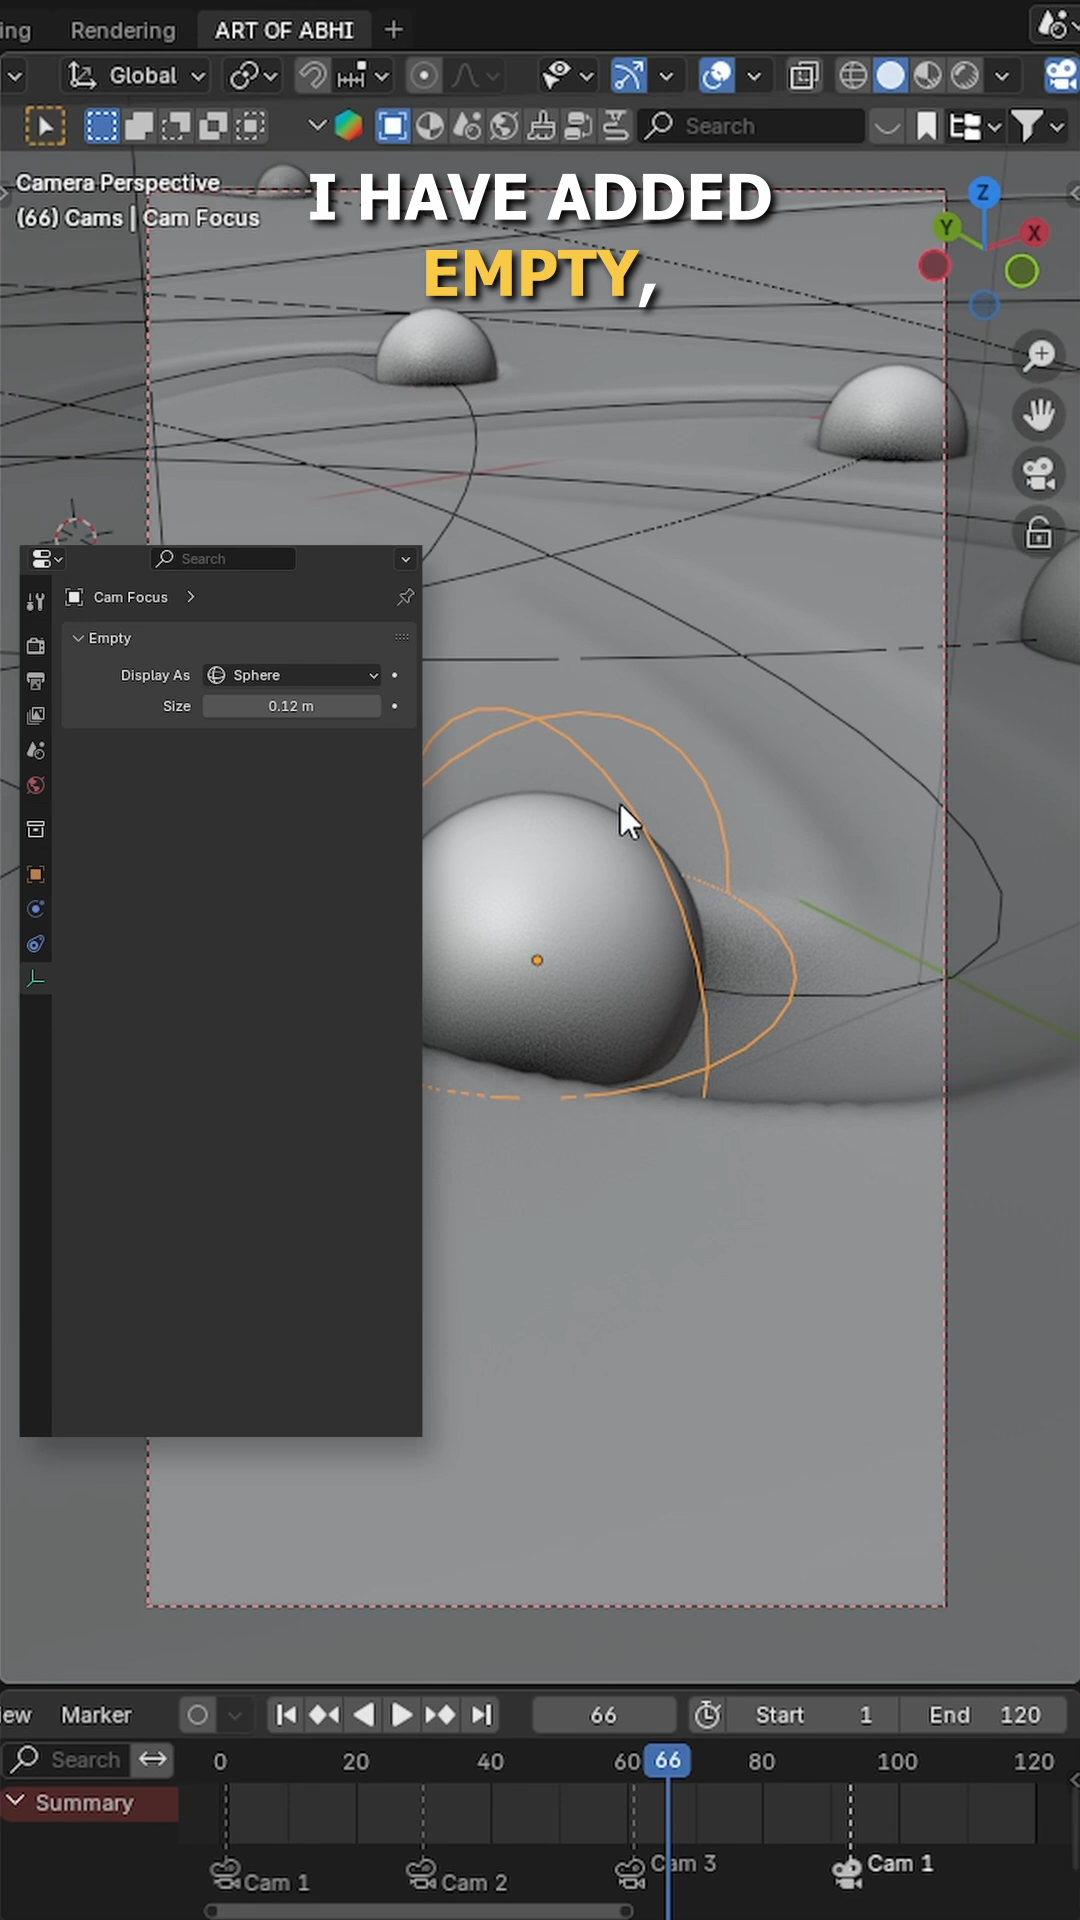 ing Rendering ART OF ABHI +
Global
Search
Camera Perspective
(66) Cams | Cam Focus
I HAVE ADDED
EMPTY,
Z
Y
X
Search
Cam Focus
Empty
Display As Sphere
Size 0.12 m
iew Marker 66 Start 1 End 120
Search 0 20 40 60 66 80 100 120
Summary
Cam 1 Cam 2 Cam 3 Cam 1